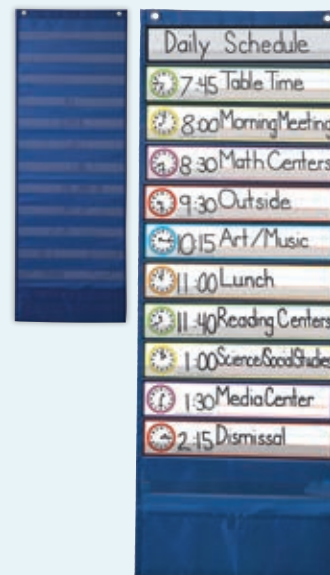 Daily Schedule
7:45 Table Time
8:00 Morning Meeting
8:30 Math Centers
9:30 Outside
10:15 Art/Music
11:00 Lunch
11:40 Reading Centers
1:00 Science/Social Studies
1:30 Media Center
2:15 Dismissal